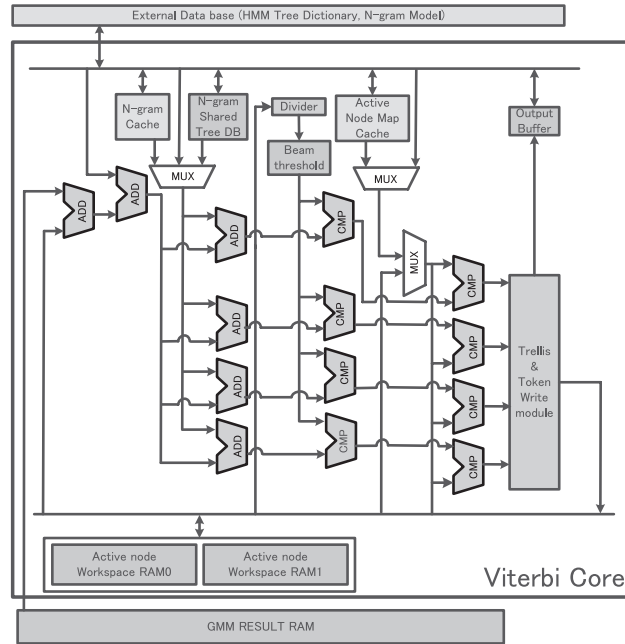 External Data base (HMM Tree Dictionary, N-gram Model)
N-gram
Cache
N-gram
Shared
Tree DB
Divider
Beam
threshold
Active
Node Map
Cache
Output
Buffer
MUX
MUX
ADD
ADD
ADD
CMP
MUX
CMP
ADD
CMP
CMP
ADD
CMP
CMP
ADD
CMP
CMP
Trellis
&
Token
Write
module
Active node
Workspace RAM0
Active node
Workspace RAM1
Viterbi Core
GMM RESULT RAM